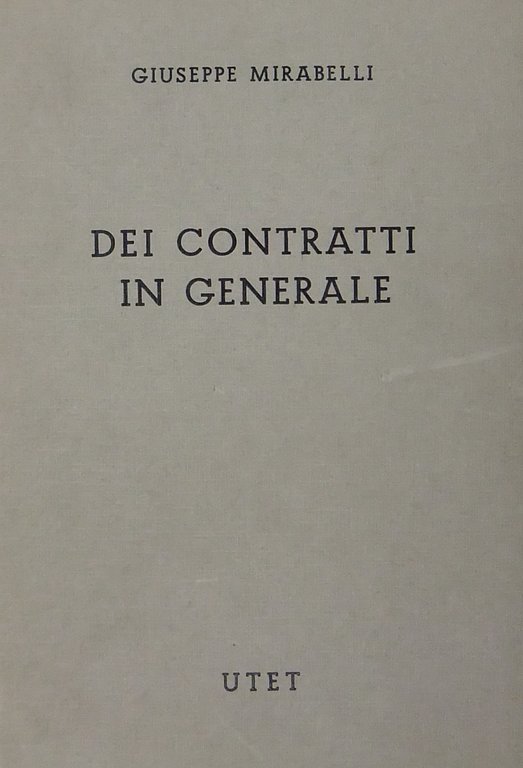 GIUSEPPE MIRABELLI
DEI CONTRATTI
IN GENERALE
UTET